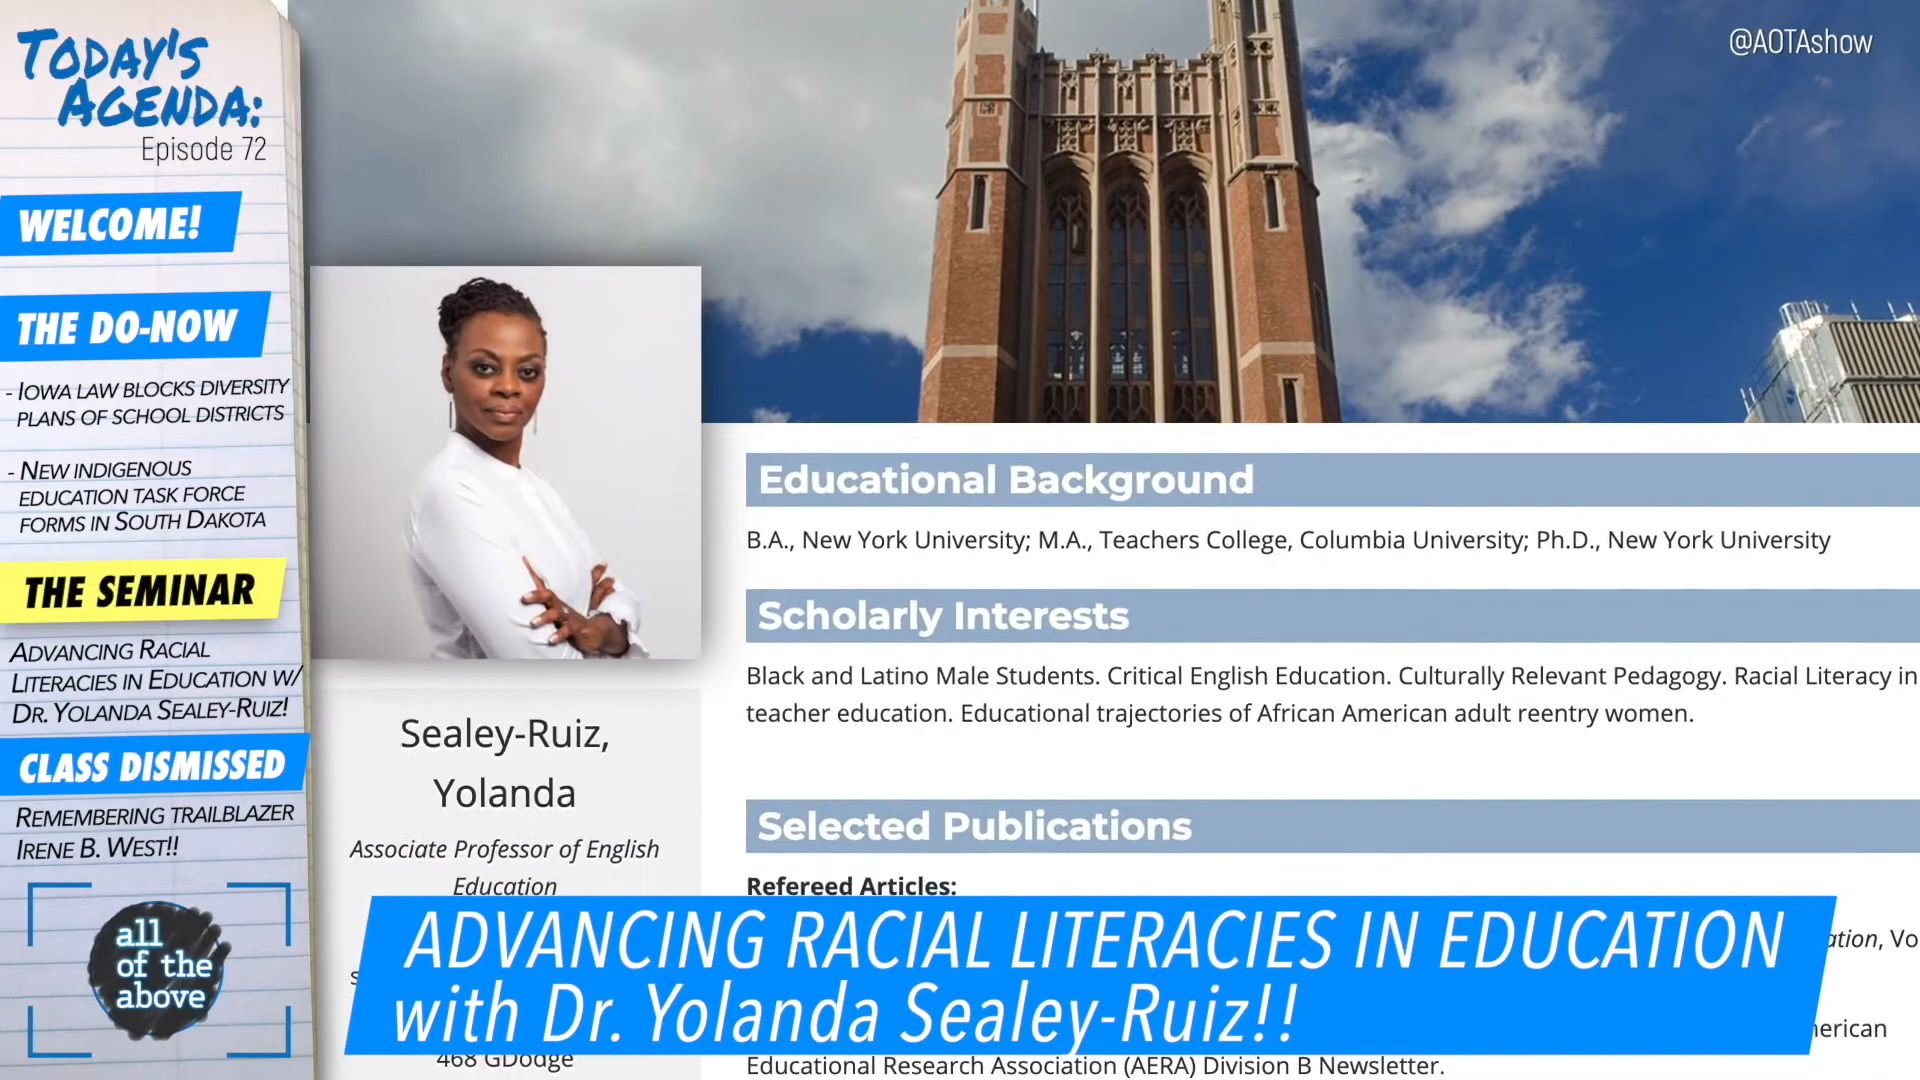 TODAY'S
AGENDA:
Episode 72
WELCOME!
THE DO-NOW
- IOWA LAW BLOCKS DIVERSITY
PLANS OF SCHOOL DISTRICTS
- NEW INDIGENOUS
EDUCATION TASK FORCE
FORMS IN SOUTH DAKOTA
THE SEMINAR
ADVANCING RACIAL
LITERACIES IN EDUCATION W/
DR. YOLANDA SEALEY-RUIZ!
CLASS DISMISSED
REMEMBERING TRAILBLAZER
IRENE B. WEST!!
all
of the
above
@AOTAshow
Sealey-Ruiz,
Yolanda
Associate Professor of English
Education
468 GDodge
Educational Background
B.A., New York University; M.A., Teachers College, Columbia University; Ph.D., New York University
Scholarly Interests
Black and Latino Male Students. Critical English Education. Culturally Relevant Pedagogy. Racial Literacy in
teacher education. Educational trajectories of African American adult reentry women.
Selected Publications
Refereed Articles:
Vo
Educational Research Association (AERA) Division B Newsletter.
ADVANCING RACIAL LITERACIES IN EDUCATION
with Dr. Yolanda Sealey-Ruiz!!